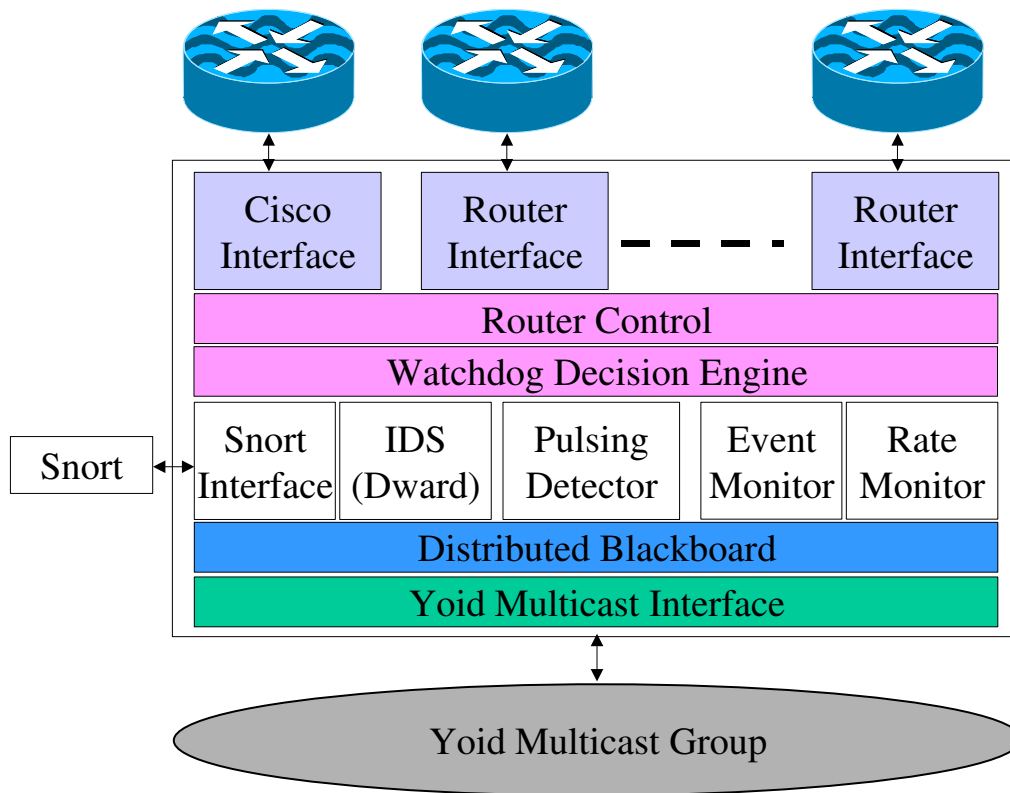 Cisco
Interface
Router
Interface
Router
Interface
Router Control
Watchdog Decision Engine
Snort
Snort
Interface
IDS
(Dward)
Pulsing
Detector
Event
Monitor
Rate
Monitor
Distributed Blackboard
Yoid Multicast Interface
Yoid Multicast Group